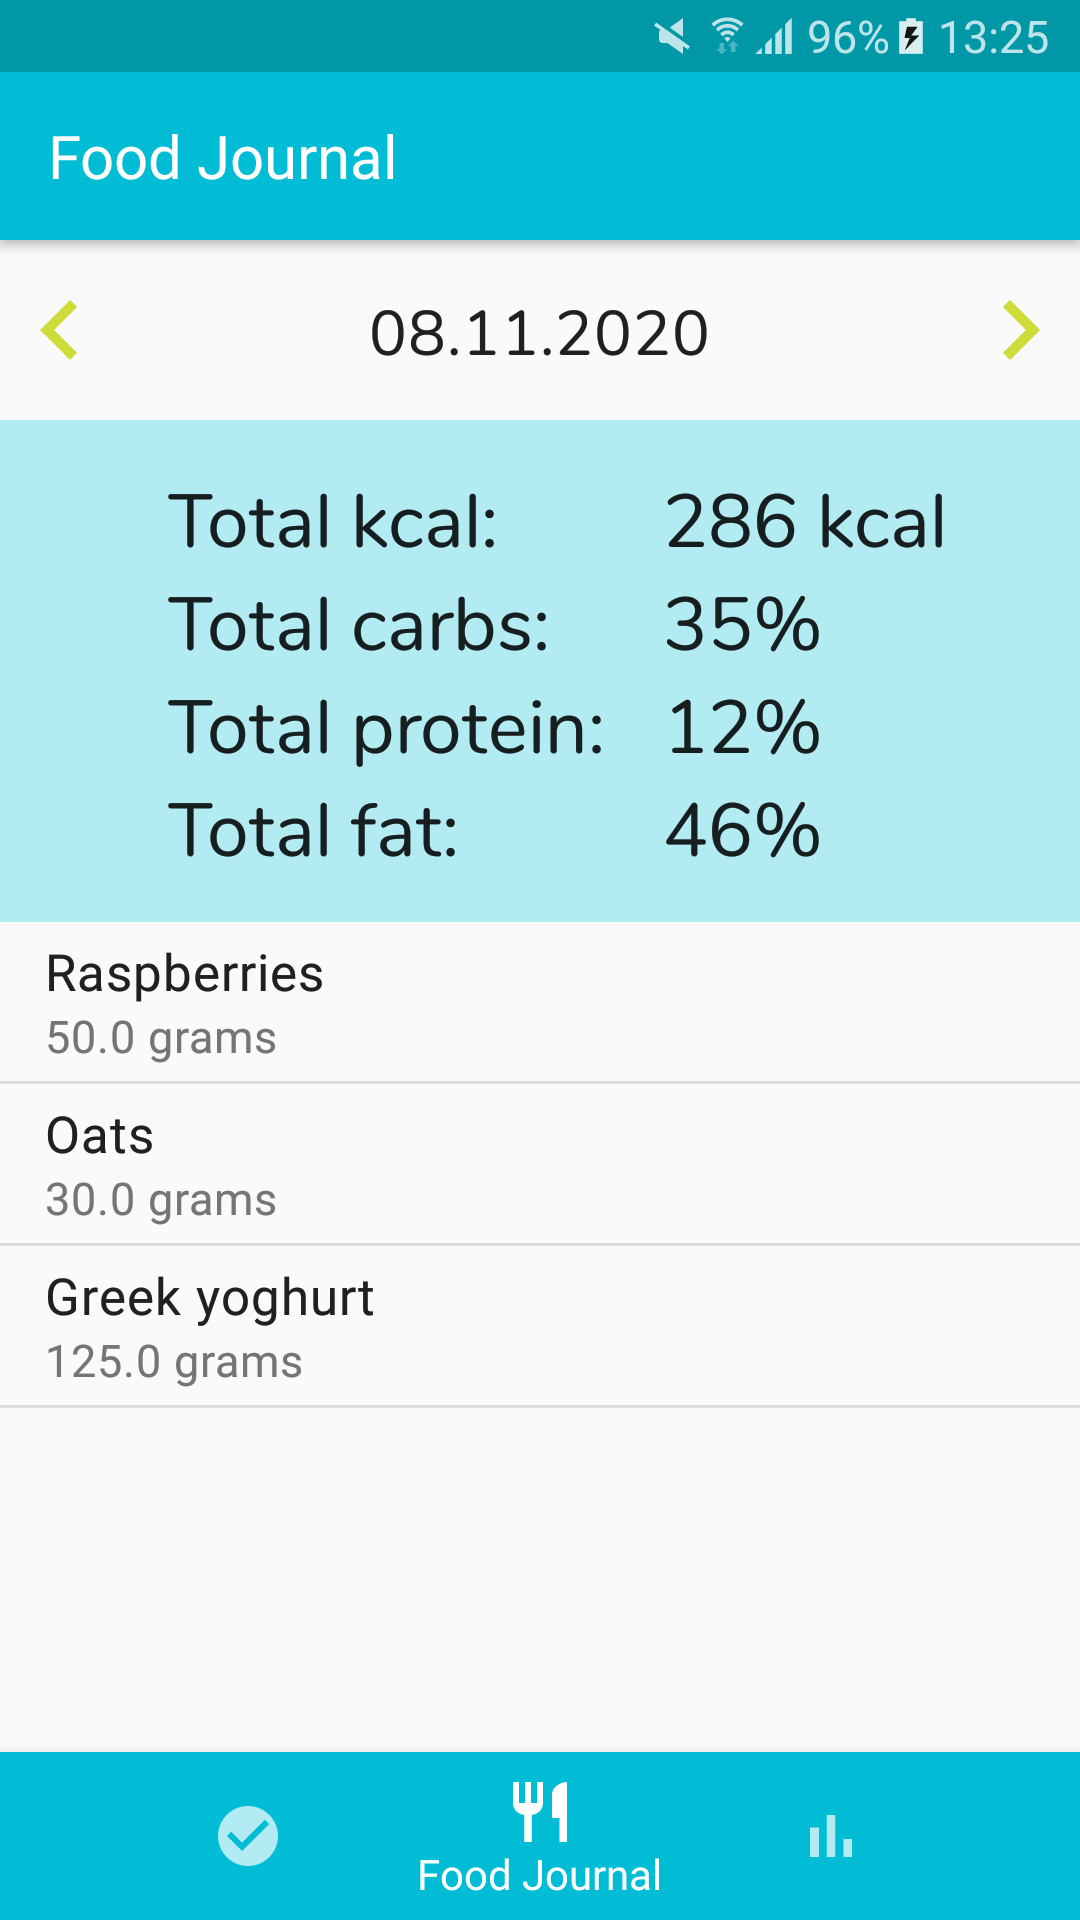 96% 13:25
Food Journal
08.11.2020
Total kcal: 286 kcal
Total carbs: 35%
Total protein: 12%
Total fat: 46%
Raspberries
50.0 grams
Oats
30.0 grams
Greek yoghurt
125.0 grams
Food Journal